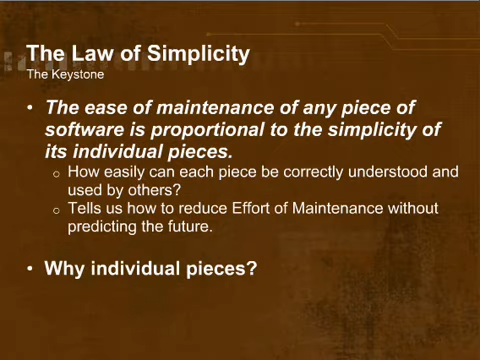 The Law of Simplicity
The Keystone
• The ease of maintenance of any piece of
software is proportional to the simplicity of
its individual pieces.
o How easily can each piece be correctly understood and
used by others?
o Tells us how to reduce Effort of Maintenance without
predicting the future.
• Why individual pieces?